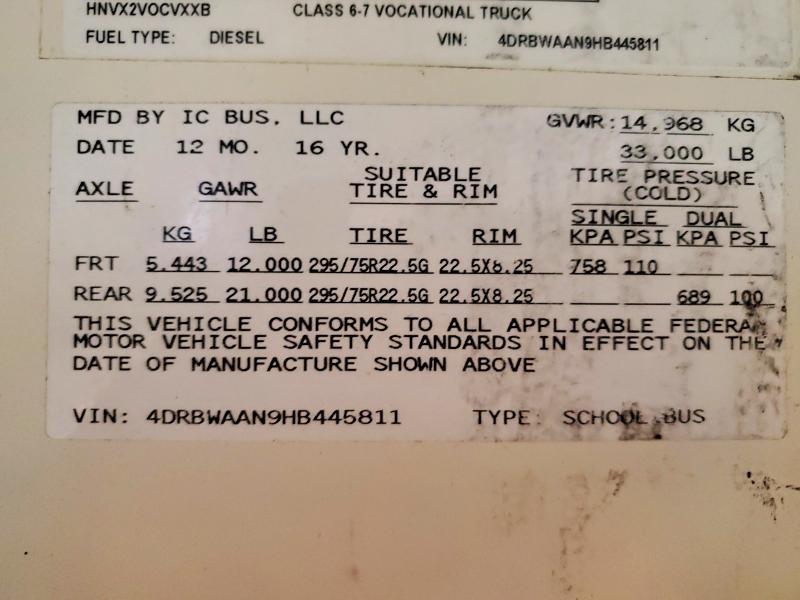 HNVX2VOCVXXB CLASS 6-7 VOCATIONAL TRUCK
FUEL TYPE: DIESEL VIN: 4DRBWAAN9HB445811
MFD BY IC BUS, LLC GVWR: 14,968 KG
DATE 12 MO. 16 YR. 33,000 LB
AXLE GAWR SUITABLE TIRE & RIM TIRE PRESSURE (COLD)
SINGLE DUAL
KG LB TIRE RIM KPA PSI KPA PSI
FRT 5.443 12.000 295/75R22.5G 22.5X8.25 758 110
REAR 9.525 21.000 295/75R22.5G 22.5X8.25 689 100
THIS VEHICLE CONFORMS TO ALL APPLICABLE FEDERAL
MOTOR VEHICLE SAFETY STANDARDS IN EFFECT ON THE
DATE OF MANUFACTURE SHOWN ABOVE
VIN: 4DRBWAAN9HB445811 TYPE: SCHOOL BUS